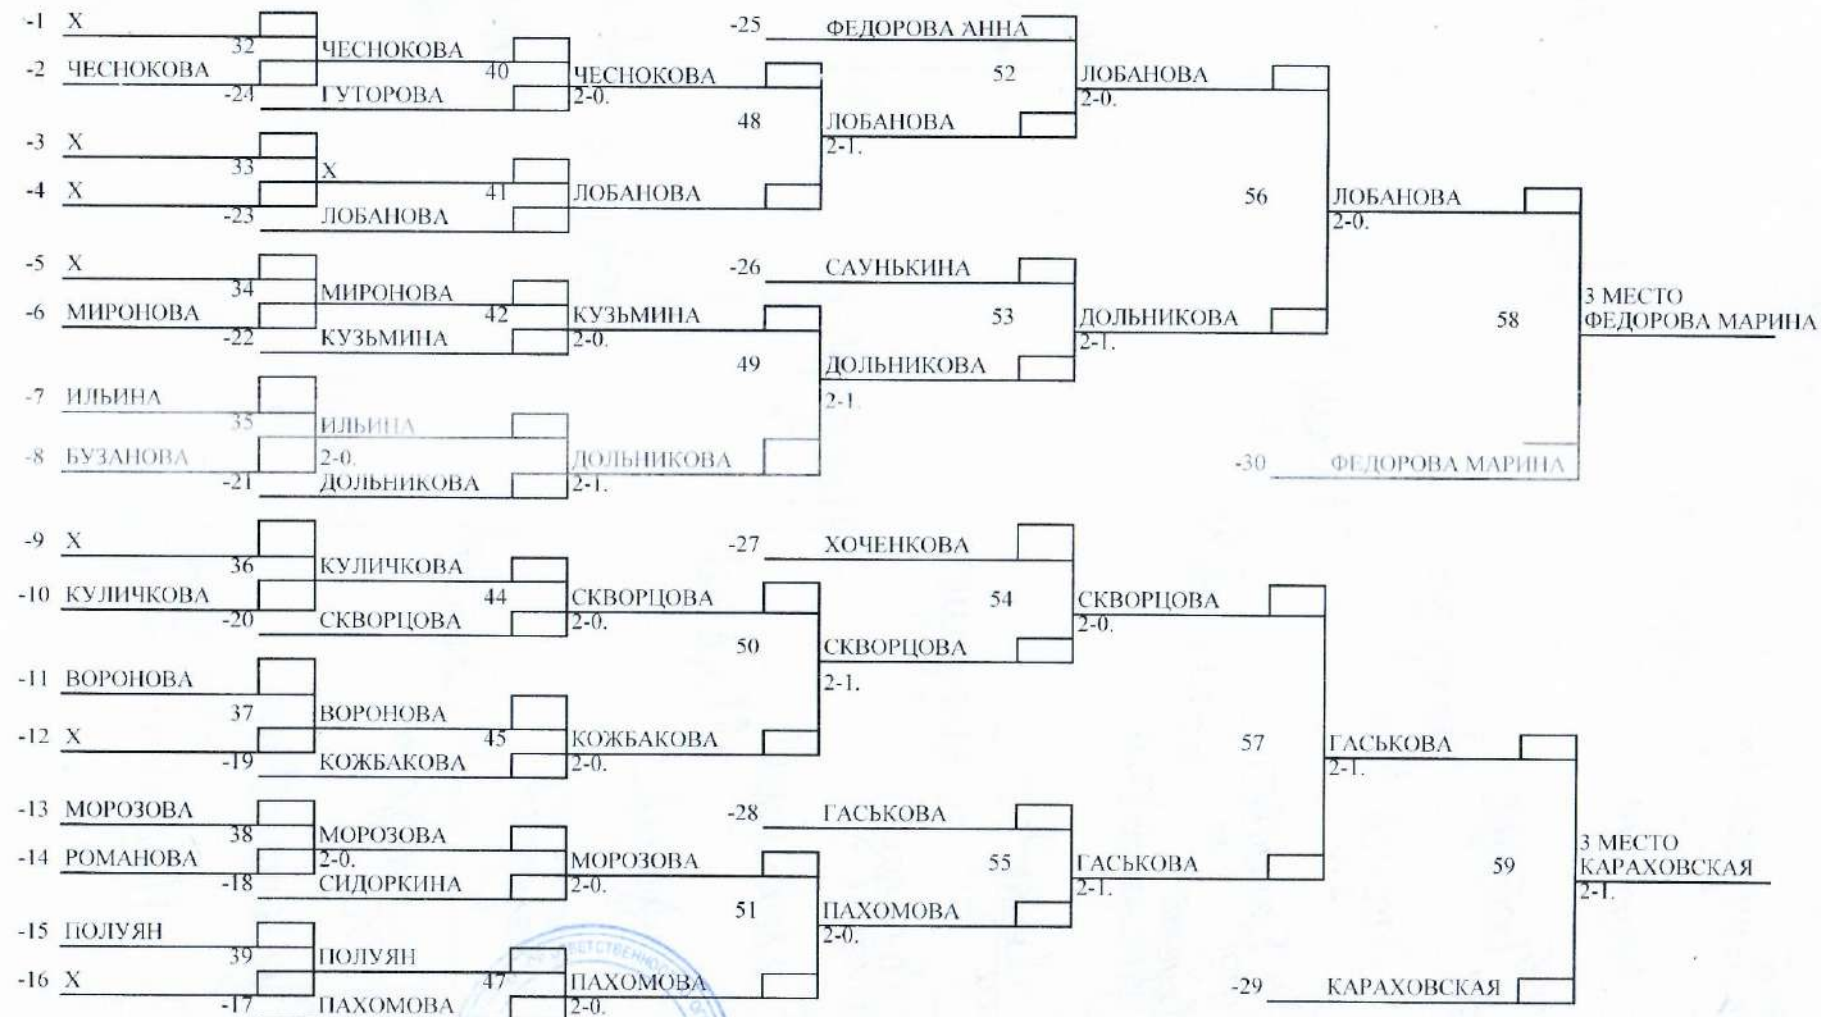 -1 X
32 ЧЕСНОКОВА
-2 ЧЕСНОКОВА
-24 ГУТОРОВА
40 ЧЕСНОКОВА
2-0.
-3 X
33 X
-4 X
-23 ЛОБАНОВА
41 ЛОБАНОВА
48 ЛОБАНОВА
2-1.
-25 ФЕДОРОВА АННА
52 ЛОБАНОВА
2-0.
-5 X
34 МИРОНОВА
-6 МИРОНОВА
-22 КУЗЬМИНА
42 КУЗЬМИНА
2-0.
-7 ИЛЬИНА
35 ИЛЬИНА
-8 БУЗАНОВА
2-0.
-21 ДОЛЬНИКОВА
ДОЛЬНИКОВА
2-1.
49 ДОЛЬНИКОВА
2-1.
-26 САУНЬКИНА
53 ДОЛЬНИКОВА
2-1.
56 ЛОБАНОВА
2-0.
58 3 МЕСТО
ФЕДОРОВА МАРИНА
-30 ФЕДОРОВА МАРИНА
-9 X
36 КУЛИЧКОВА
-10 КУЛИЧКОВА
-20 СКВОРЦОВА
44 СКВОРЦОВА
2-0.
-11 ВОРОНОВА
37 ВОРОНОВА
-12 X
-19 КОЖБАКОВА
45 КОЖБАКОВА
2-0.
50 СКВОРЦОВА
2-1.
-27 ХОЧЕНКОВА
54 СКВОРЦОВА
2-0.
-13 МОРОЗОВА
38 МОРОЗОВА
-14 РОМАНОВА
2-0.
-18 СИДОРКИНА
МОРОЗОВА
2-0.
-15 ПОЛУЯН
39 ПОЛУЯН
-16 X
-17 ПАХОМОВА
47 ПАХОМОВА
2-0.
51 ПАХОМОВА
2-0.
-28 ГАСЬКОВА
55 ГАСЬКОВА
2-1.
57 ГАСЬКОВА
2-1.
59 3 МЕСТО
КАРАХОВСКАЯ
2-1.
-29 КАРАХОВСКАЯ